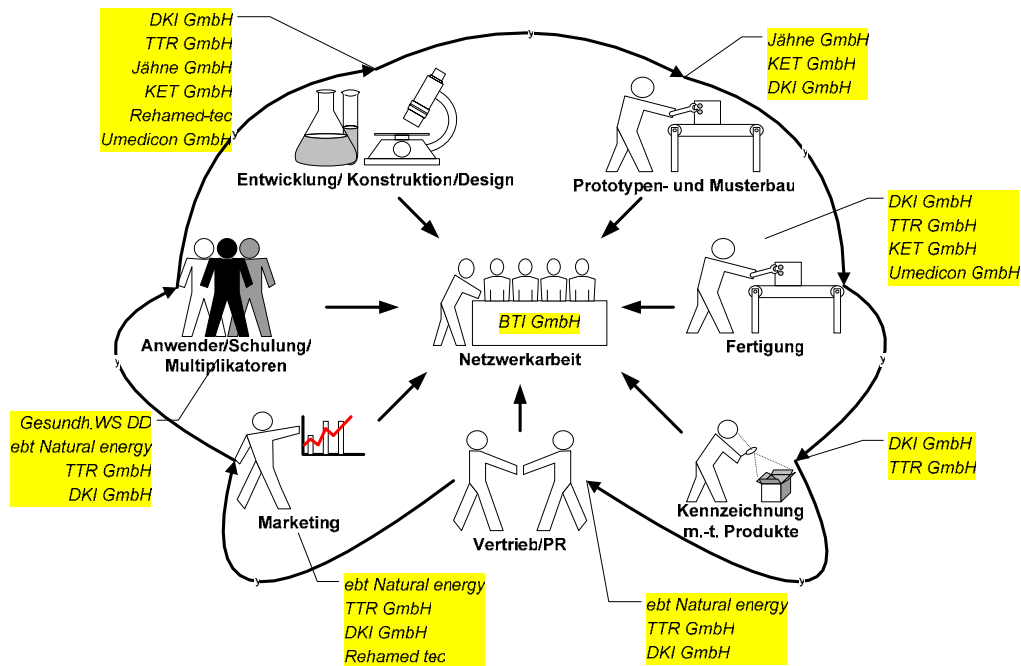 DKI GmbH
TTR GmbH
Jähne GmbH
KET GmbH
Rehamed-tec
Umedicon GmbH
y
y
Jähne GmbH
KET GmbH
DKI GmbH
y
Entwicklung/ Konstruktion/Design
Prototypen- und Musterbau
DKI GmbH
TTR GmbH
KET GmbH
Umedicon GmbH
BTI GmbH
Netzwerkarbeit
Fertigung
Anwender/Schulung/
Multiplikatoren
y
y
Gesundh.WS DD
ebt Natural energy
TTR GmbH
DKI GmbH
DKI GmbH
TTR GmbH
Marketing
Vertrieb/PR
Kennzeichnung
m.-t. Produkte
y
y
ebt Natural energy
TTR GmbH
DKI GmbH
Rehamed tec
ebt Natural energy
TTR GmbH
DKI GmbH